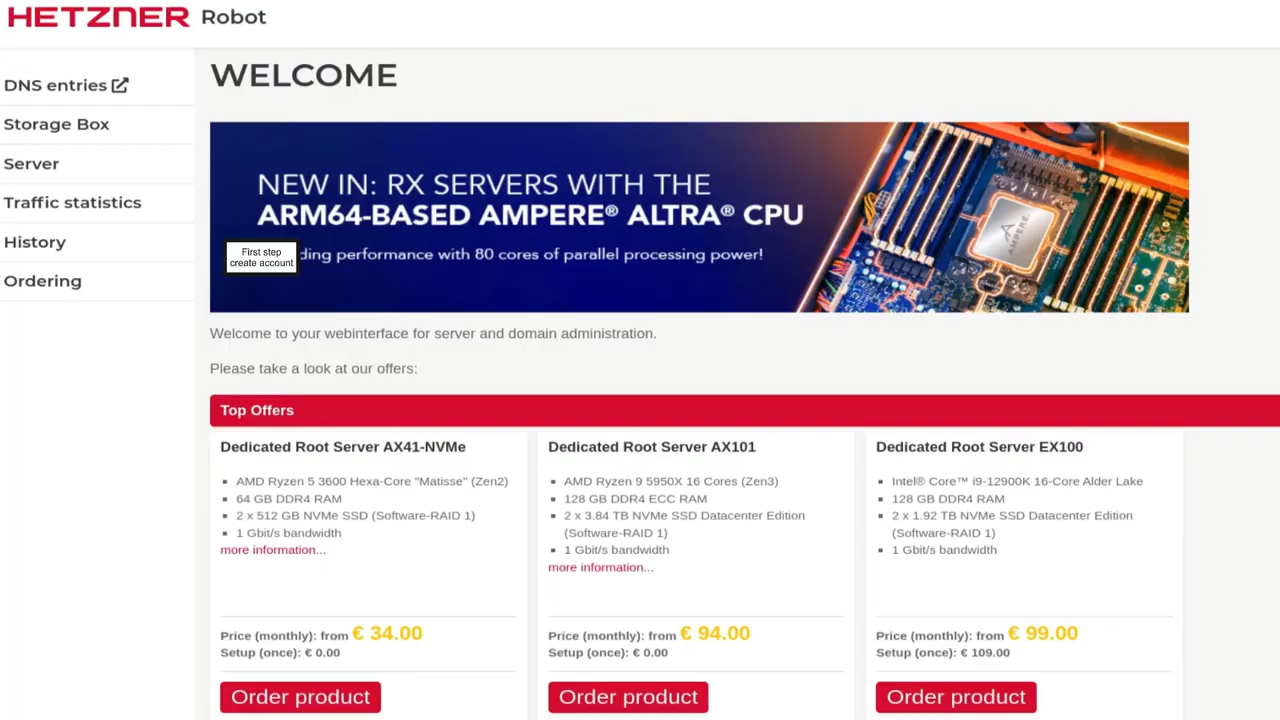 HETZNER Robot
DNS entries
Storage Box
Server
Traffic statistics
History
Ordering
WELCOME
NEW IN: RX SERVERS WITH THE
ARM64-BASED AMPERE® ALTRA® CPU
First step
create account
ding performance with 80 cores of parallel processing power!
AMPERE
Welcome to your webinterface for server and domain administration.
Please take a look at our offers:
Top Offers
Dedicated Root Server AX41-NVMe
AMD Ryzen 5 3600 Hexa-Core "Matisse" (Zen2)
64 GB DDR4 RAM
2 x 512 GB NVMe SSD (Software-RAID 1)
1 Gbit/s bandwidth
more information...
Price (monthly): from € 34.00
Setup (once): € 0.00
Order product
Dedicated Root Server AX101
AMD Ryzen 9 5950X 16 Cores (Zen3)
128 GB DDR4 ECC RAM
2 x 3.84 TB NVMe SSD Datacenter Edition
(Software-RAID 1)
1 Gbit/s bandwidth
more information...
Price (monthly): from € 94.00
Setup (once): € 0.00
Order product
Dedicated Root Server EX100
Intel® Core™ i9-12900K 16-Core Alder Lake
128 GB DDR4 RAM
2 x 1.92 TB NVMe SSD Datacenter Edition
(Software-RAID 1)
1 Gbit/s bandwidth
Price (monthly): from € 99.00
Setup (once): € 109.00
Order product